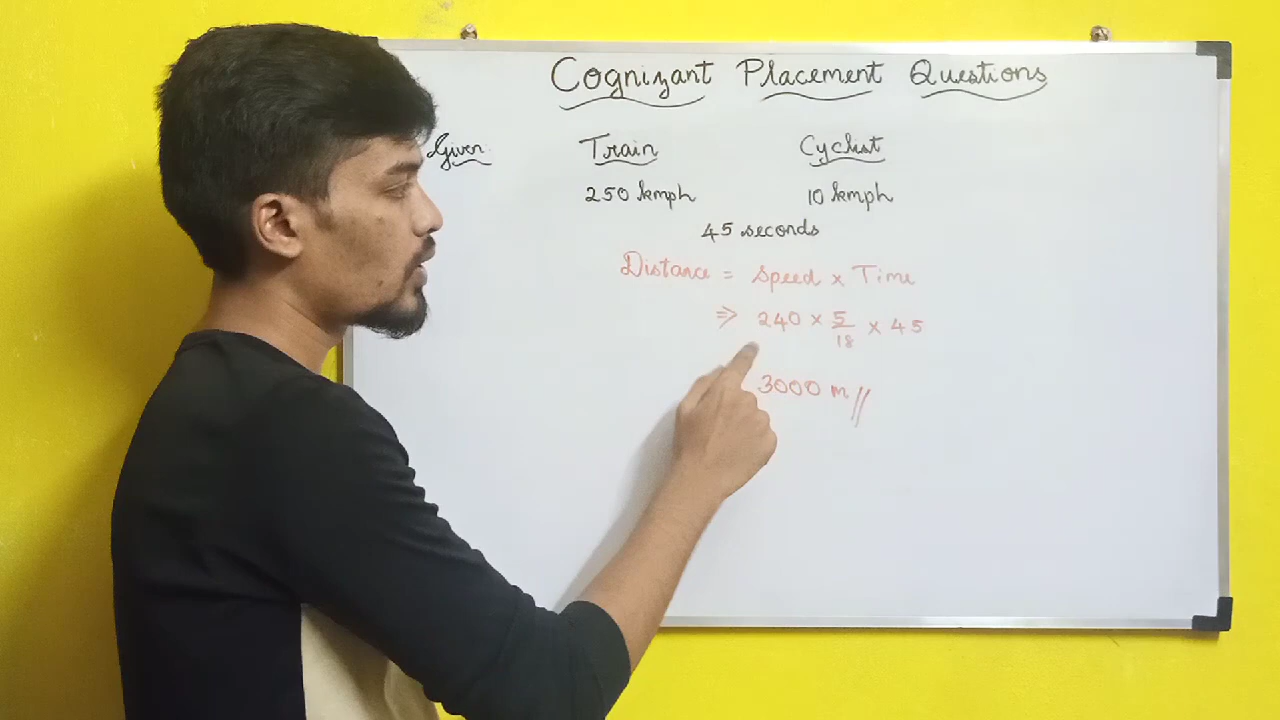 Cognizant Placement Questions
Given Train Cyclist
250 kmph 10 kmph
45 seconds
Distance = Speed x Time
⇒ 240 x 5/18 x 45
3000 m //